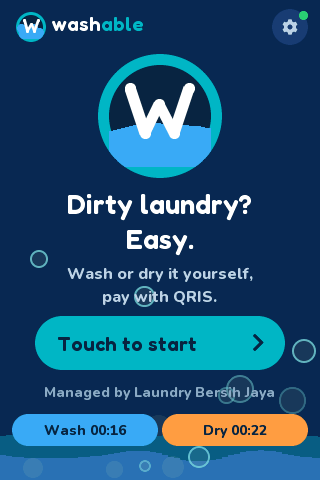 W washable
W
Dirty laundry?
Easy.
Wash or dry it yourself,
pay with QRIS.
Touch to start
Managed by Laundry Bersih Jaya
Wash 00:16
Dry 00:22